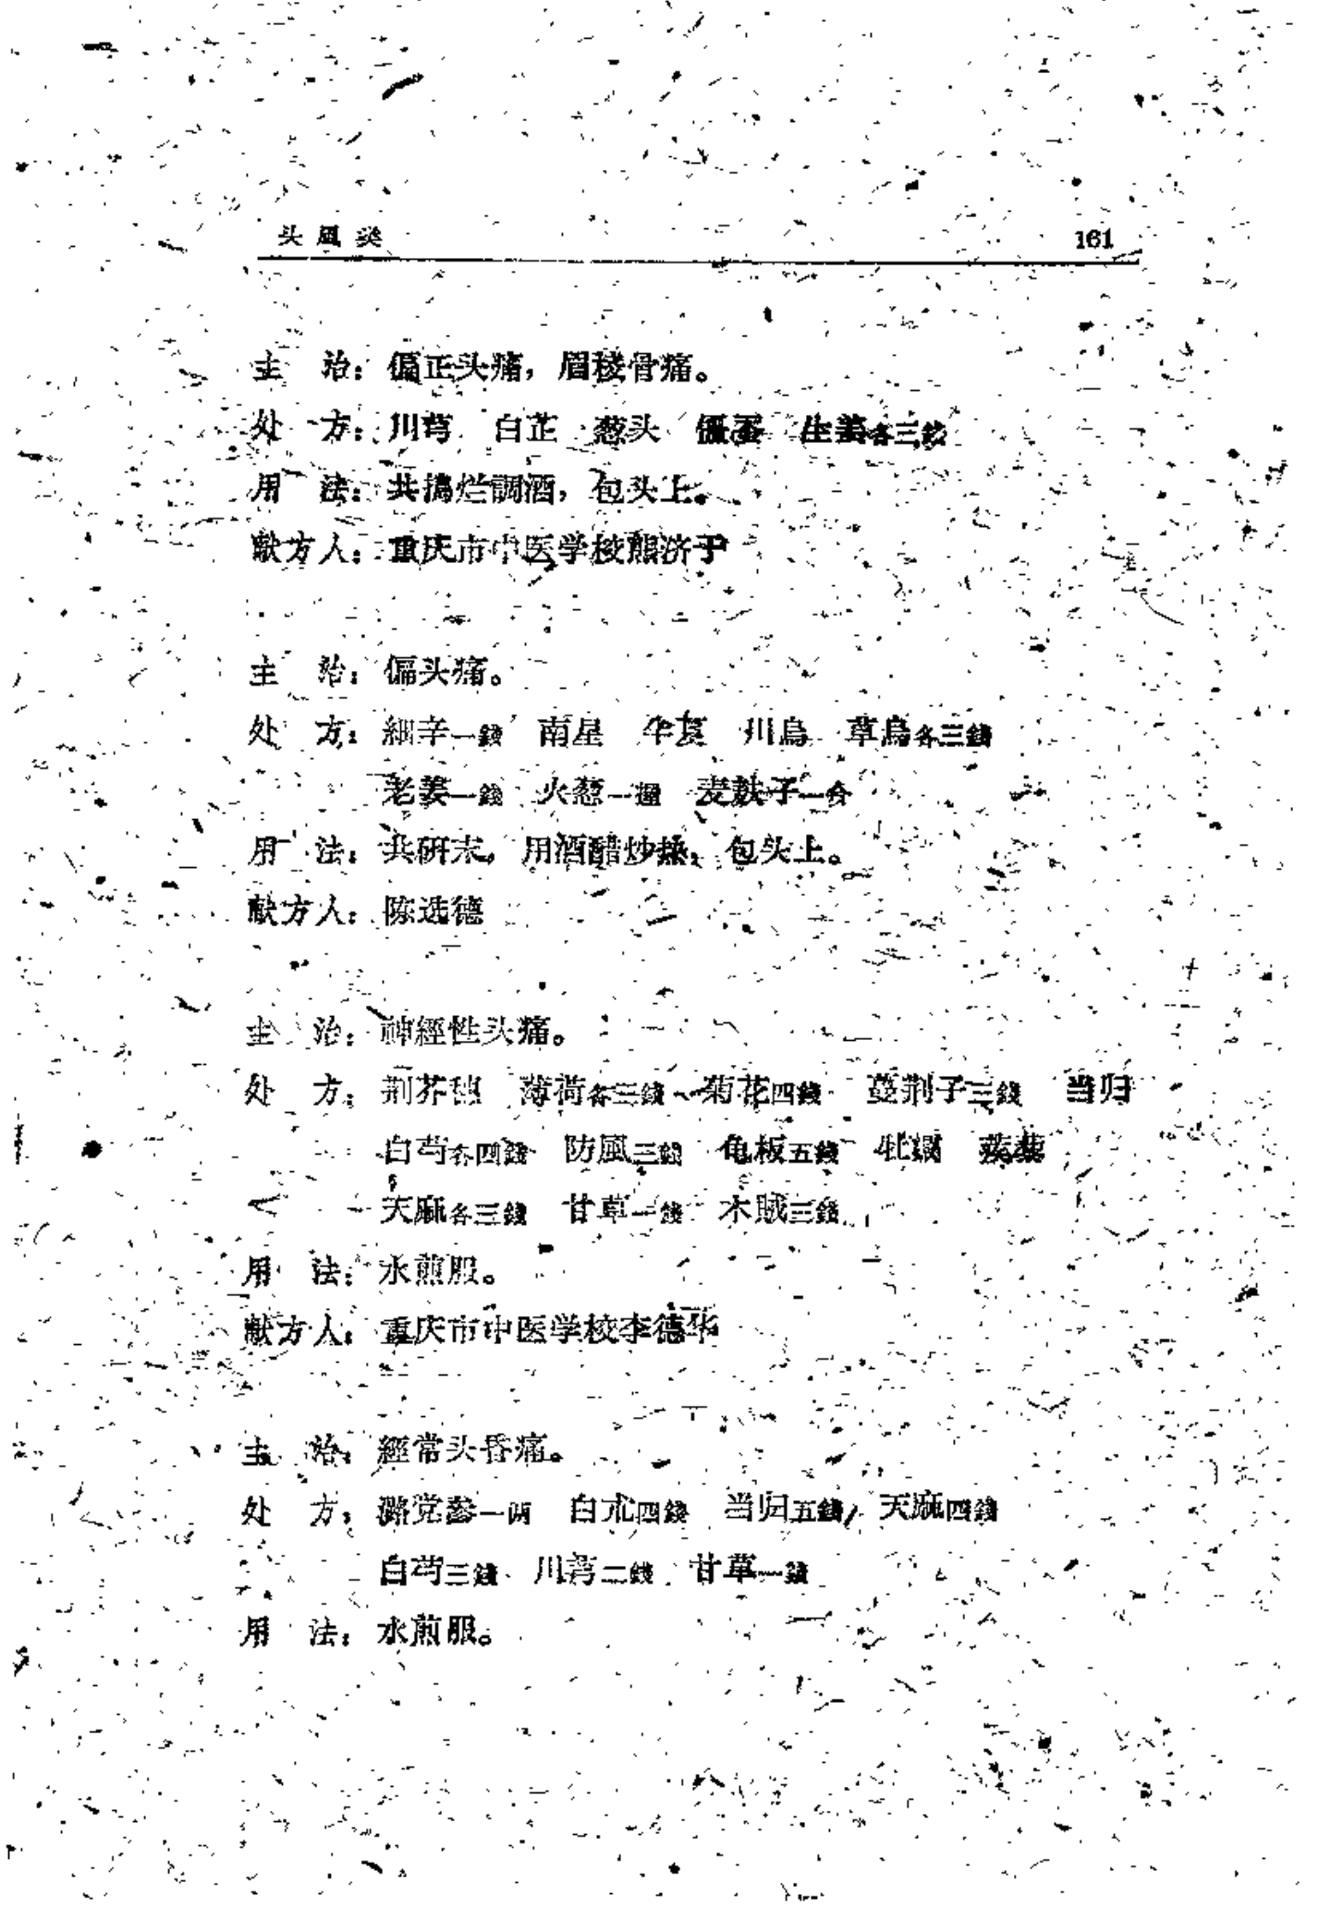 头風类 161
主 治：偏正头痛，眉棱骨痛。
处 方：川芎 白芷 葱头 僵蚕 生姜各三錢
用 法：共搗烂調酒，包头上。
献方人：重庆市中医学校熊济于
主 治：偏头痛。
处 方：細辛一錢 南星 半夏 川烏 草烏各三錢
老姜一錢 火葱一握 麦麸子一合
用 法：共研末，用酒醋炒热，包头上。
献方人：陈选德
主 治：神經性头痛。
处 方：荆芥穗 薄荷各三錢 菊花四錢 蔓荆子三錢 当归
白芍各四錢 防風三錢 龟板五錢 牡蠣 蒺藜
天麻各三錢 甘草一錢 木賊三錢
用 法：水煎服。
献方人：重庆市中医学校李德华
主 治：經常头昏痛。
处 方：潞党参一两 白朮四錢 当归五錢 天麻四錢
白芍三錢 川芎二錢 甘草一錢
用 法：水煎服。